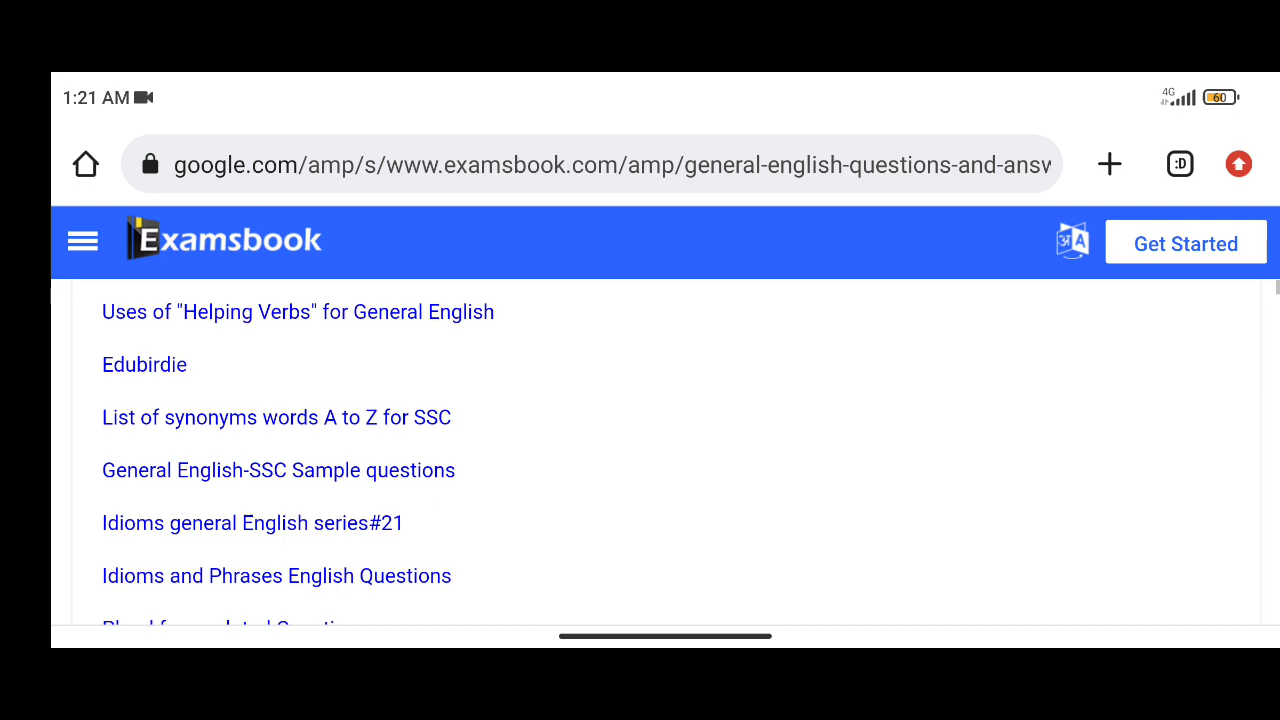 1:21 AM
4G
60
google.com/amp/s/www.examsbook.com/amp/general-english-questions-and-answ
:D
Examsbook
अ A
Get Started
Uses of "Helping Verbs" for General English
Edubirdie
List of synonyms words A to Z for SSC
General English-SSC Sample questions
Idioms general English series#21
Idioms and Phrases English Questions